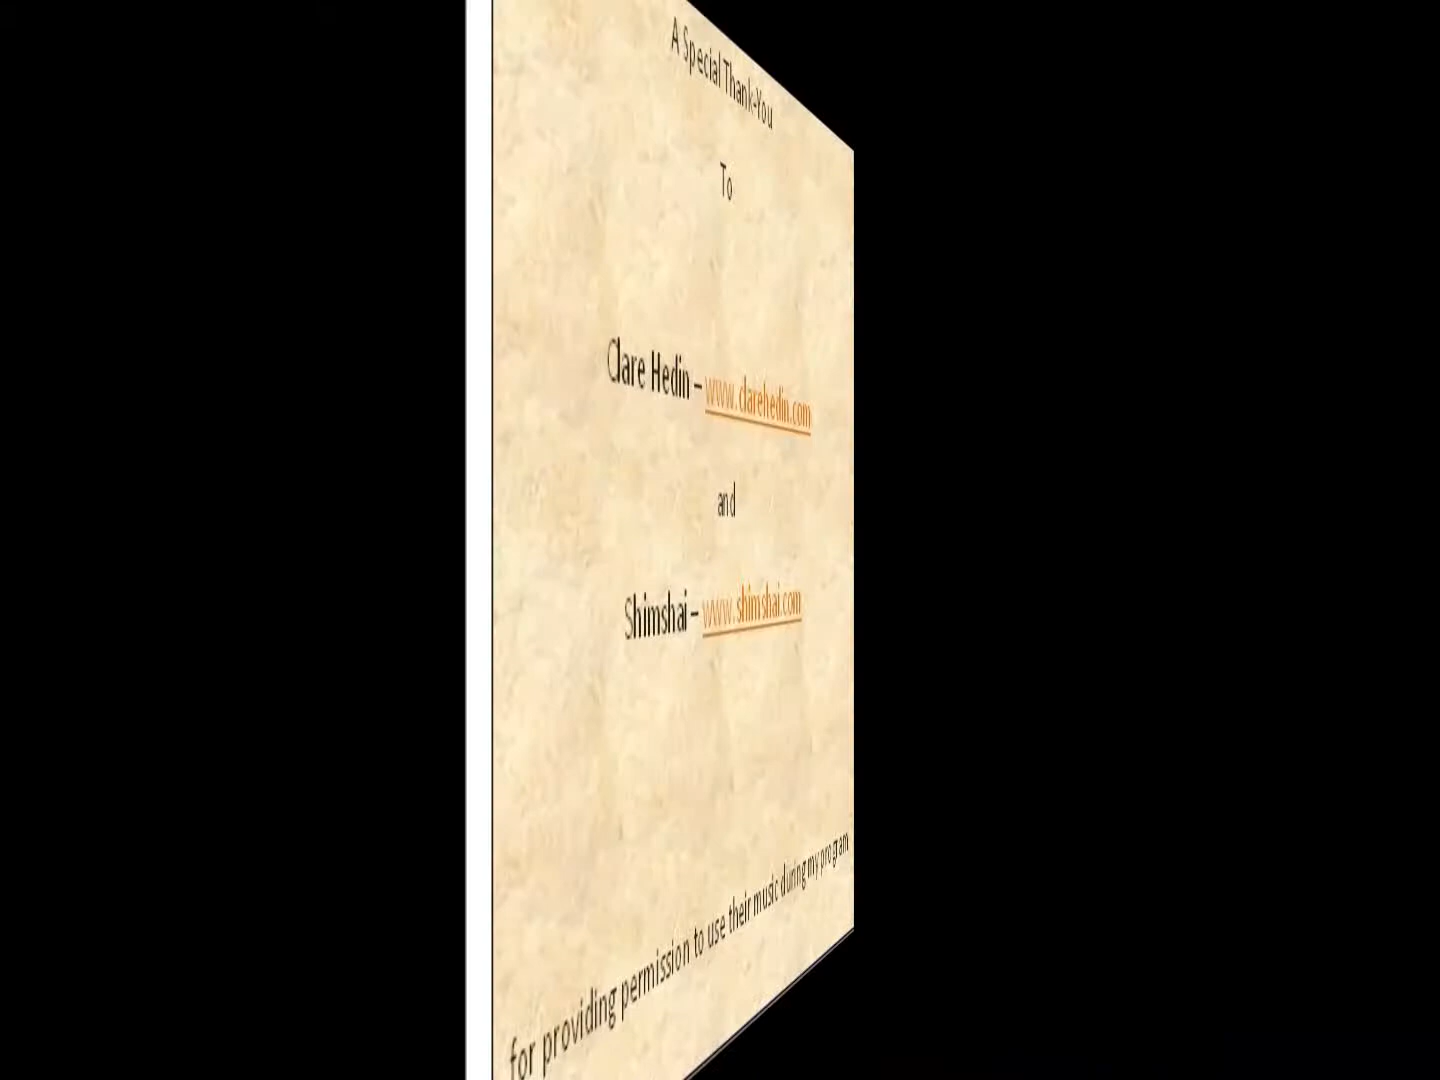 A Special Thank-You
To
Clare Hedin – www.clarehedin.com
and
Shimshai – www.shimshai.com
for providing permission to use their music during my program